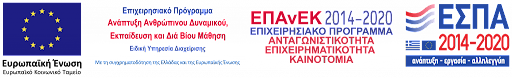 Ευρωπαϊκή Ένωση
Ευρωπαϊκό Κοινωνικό Ταμείο
Επιχειρησιακό Πρόγραμμα
Ανάπτυξη Ανθρώπινου Δυναμικού,
Εκπαίδευση και Διά Βίου Μάθηση
Ειδική Υπηρεσία Διαχείρισης
Με τη συγχρηματοδότηση της Ελλάδας και της Ευρωπαϊκής Ένωσης
ΕΠΑνΕΚ 2014-2020
ΕΠΙΧΕΙΡΗΣΙΑΚΟ ΠΡΟΓΡΑΜΜΑ
ΑΝΤΑΓΩΝΙΣΤΙΚΟΤΗΤΑ
ΕΠΙΧΕΙΡΗΜΑΤΙΚΟΤΗΤΑ
ΚΑΙΝΟΤΟΜΙΑ
ΕΣΠΑ
2014-2020
ανάπτυξη - εργασία - αλληλεγγύη